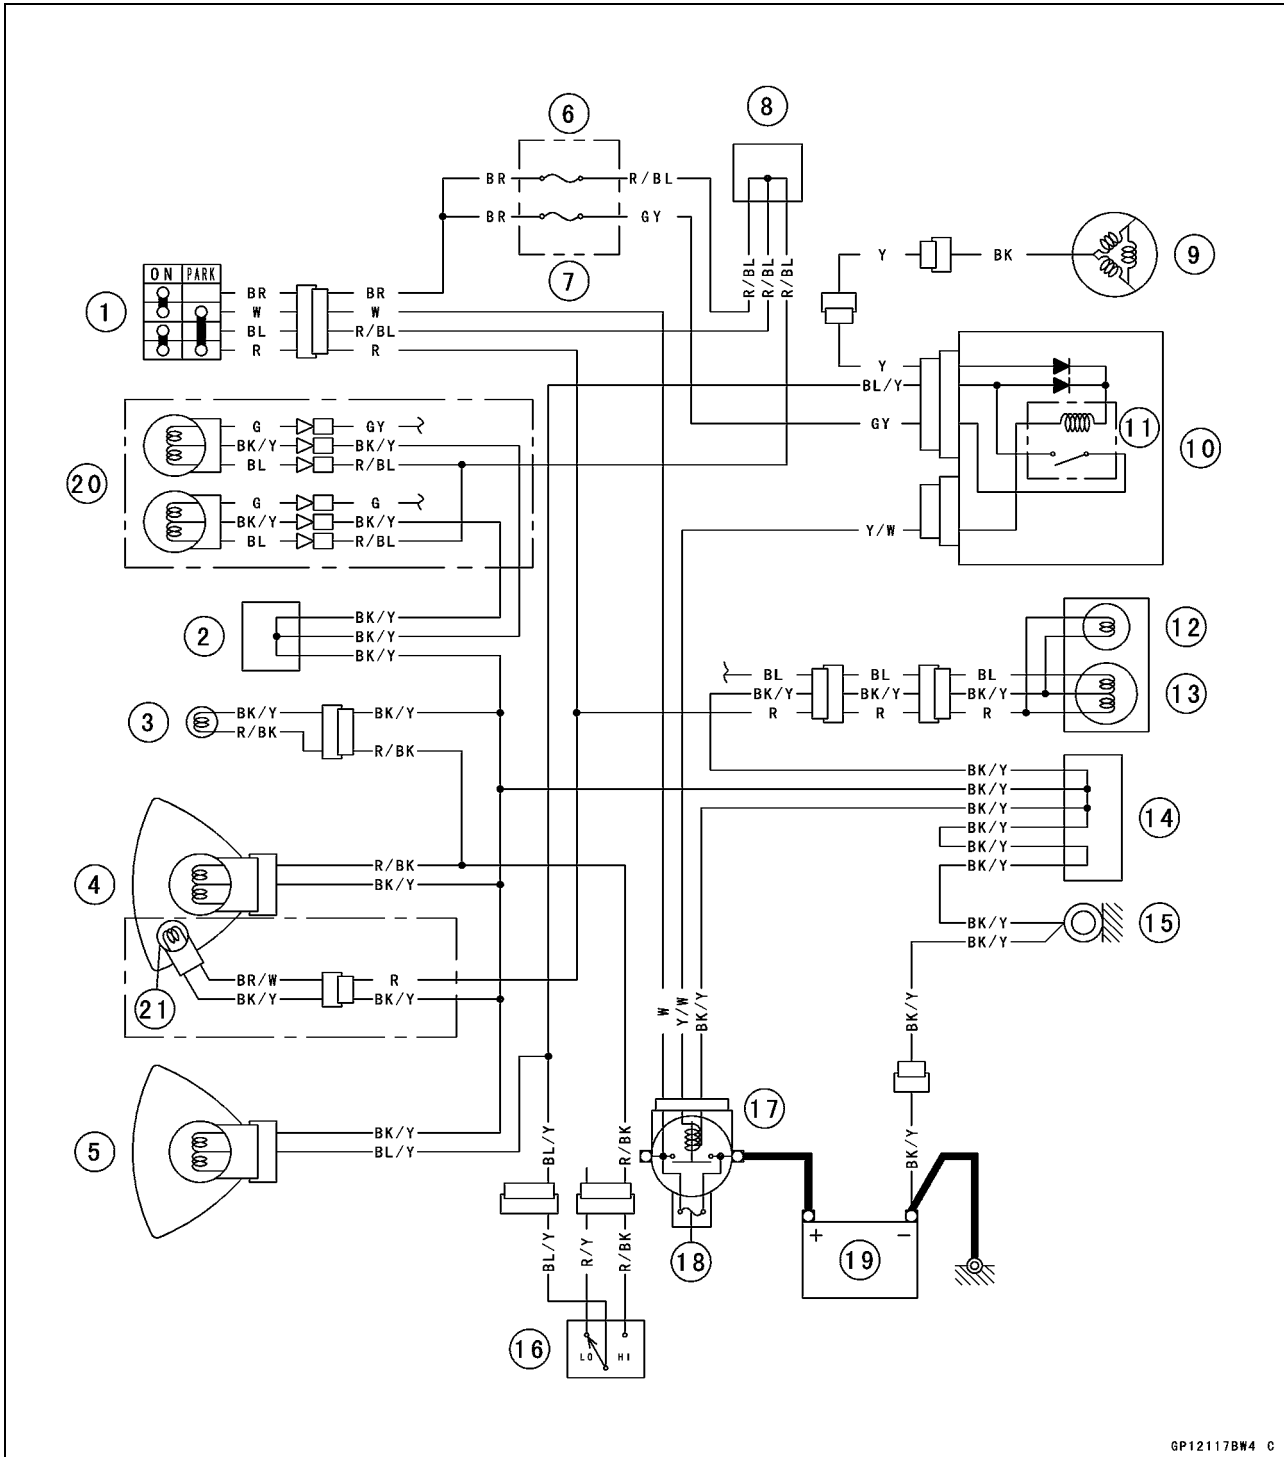 6
8
BR
R/BL
BR
GY
9
Y
BK
7
R/BL
R/BL
R/BL
ON
PARK
1
BR
BR
W
W
BL
R/BL
R
R
Y
BL/Y
GY
11
10
20
G
GY
BK/Y
BK/Y
BL
R/BL
G
G
BK/Y
BK/Y
BL
R/BL
Y/W
2
BK/Y
BK/Y
BK/Y
12
BL
BL
BL
BK/Y
BK/Y
BK/Y
R
R
R
13
3
BK/Y
BK/Y
R/BK
R/BK
BK/Y
BK/Y
BK/Y
BK/Y
BK/Y
BK/Y
14
4
R/BK
BK/Y
BK/Y
BK/Y
15
BR/W
R
BK/Y
BK/Y
21
W
Y/W
BK/Y
BK/Y
17
5
BK/Y
BL/Y
BL/Y
R/BK
BK/Y
BL/Y
R/Y
R/BK
18
+
−
19
16
LO
HI
GP12117BW4 C